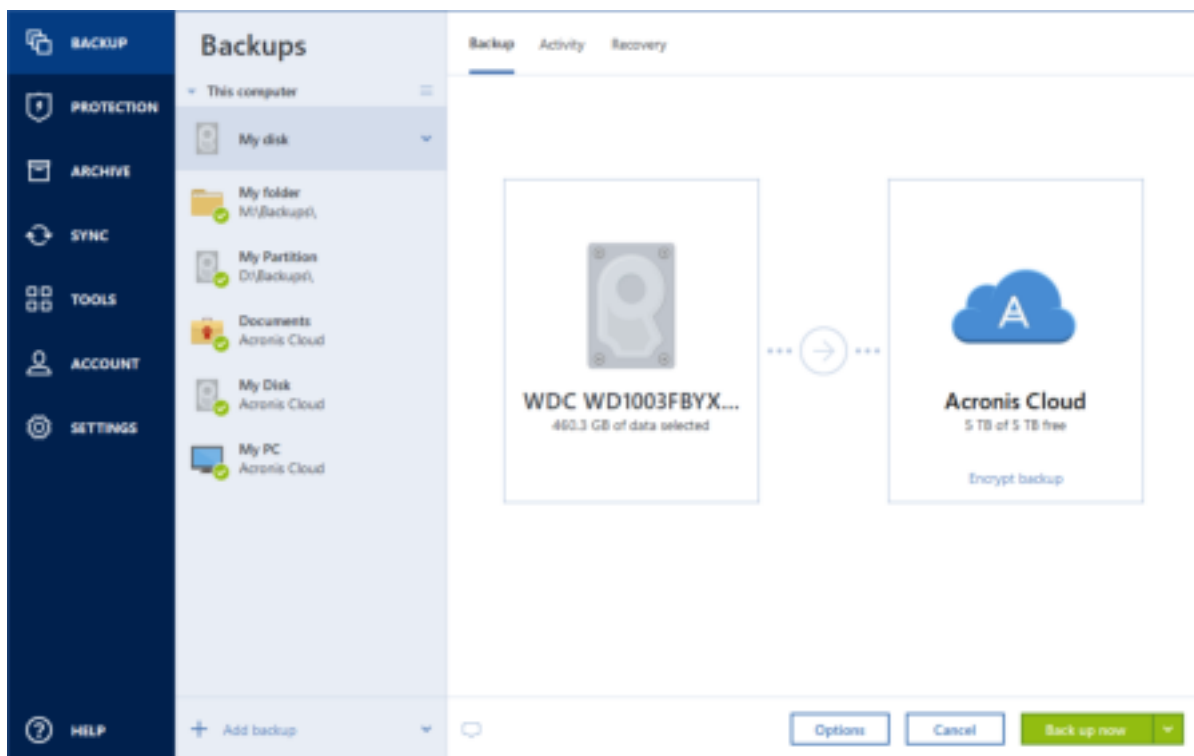 BACKUP
PROTECTION
ARCHIVE
SYNC
TOOLS
ACCOUNT
SETTINGS
HELP
Backups
This computer
My disk
My folder
M:\Backups\,
My Partition
D:\Backups\,
Documents
Acronis Cloud
My Disk
Acronis Cloud
My PC
Acronis Cloud
Add backup
Backup Activity Recovery
WDC WD1003FBYX...
460.3 GB of data selected
Acronis Cloud
5 TB of 5 TB free
Encrypt backup
Options Cancel Back up now